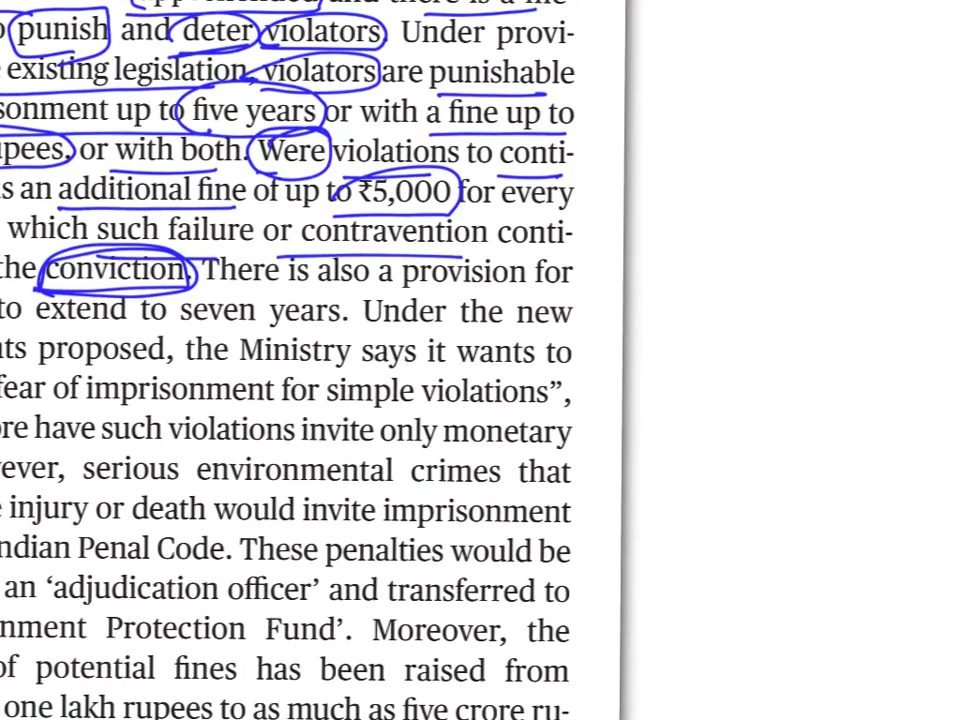 punish and deter violators. Under provi-
existing legislation, violators are punishable
sonment up to five years or with a fine up to
upees, or with both. Were violations to conti-
s an additional fine of up to ₹5,000 for every
which such failure or contravention conti-
the conviction. There is also a provision for
to extend to seven years. Under the new
nts proposed, the Ministry says it wants to
fear of imprisonment for simple violations”,
ore have such violations invite only monetary
ever, serious environmental crimes that
injury or death would invite imprisonment
ndian Penal Code. These penalties would be
an ‘adjudication officer’ and transferred to
nment Protection Fund’. Moreover, the
of potential fines has been raised from
one lakh rupees to as much as five crore ru-